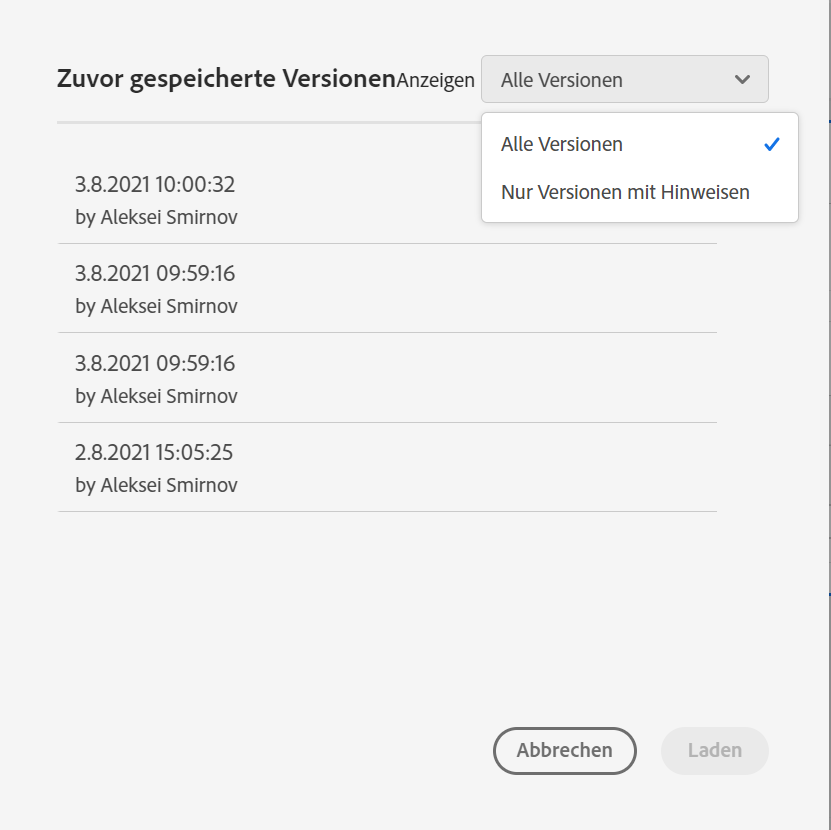 Zuvor gespeicherte Versionen Anzeigen Alle Versionen
Alle Versionen
Nur Versionen mit Hinweisen
3.8.2021 10:00:32
by Aleksei Smirnov
3.8.2021 09:59:16
by Aleksei Smirnov
3.8.2021 09:59:16
by Aleksei Smirnov
2.8.2021 15:05:25
by Aleksei Smirnov
Abbrechen Laden